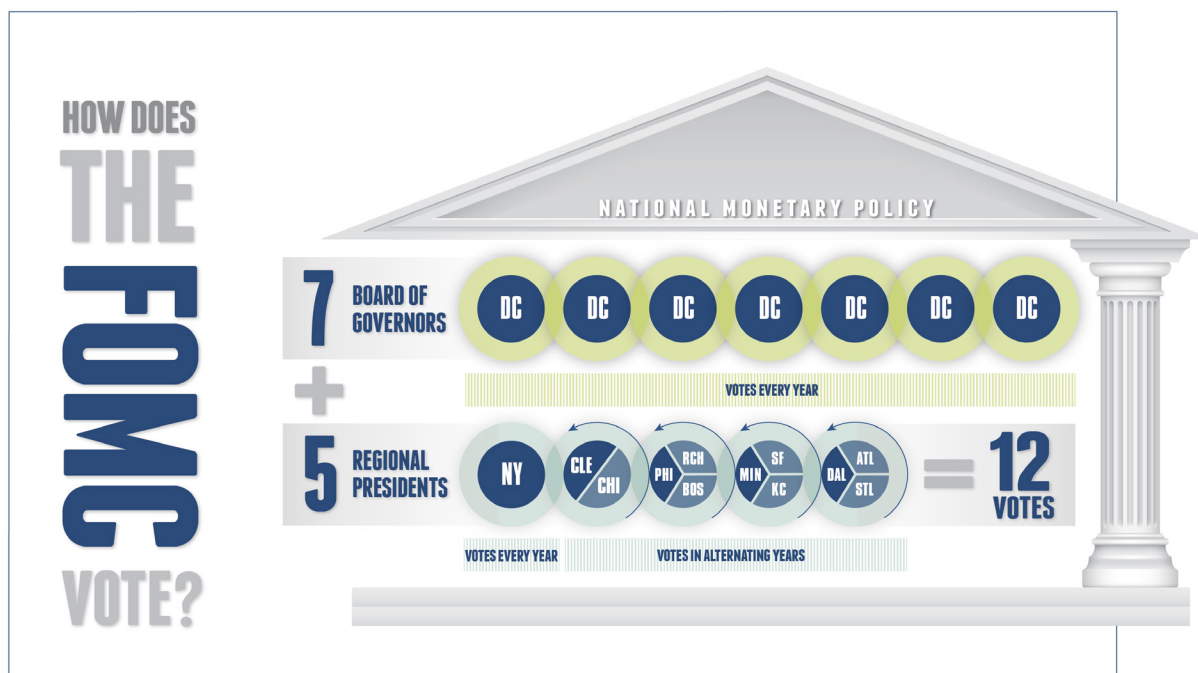 HOW DOES
THE
FOMC
VOTE?
NATIONAL MONETARY POLICY
7
BOARD OF
GOVERNORS
DC DC DC DC DC DC DC
VOTES EVERY YEAR
+
5
REGIONAL
PRESIDENTS
NY
CLE
CHI
PHI
RCH
BOS
MIN
SF
KC
DAL
ATL
STL
=
12
VOTES
VOTES EVERY YEAR
VOTES IN ALTERNATING YEARS